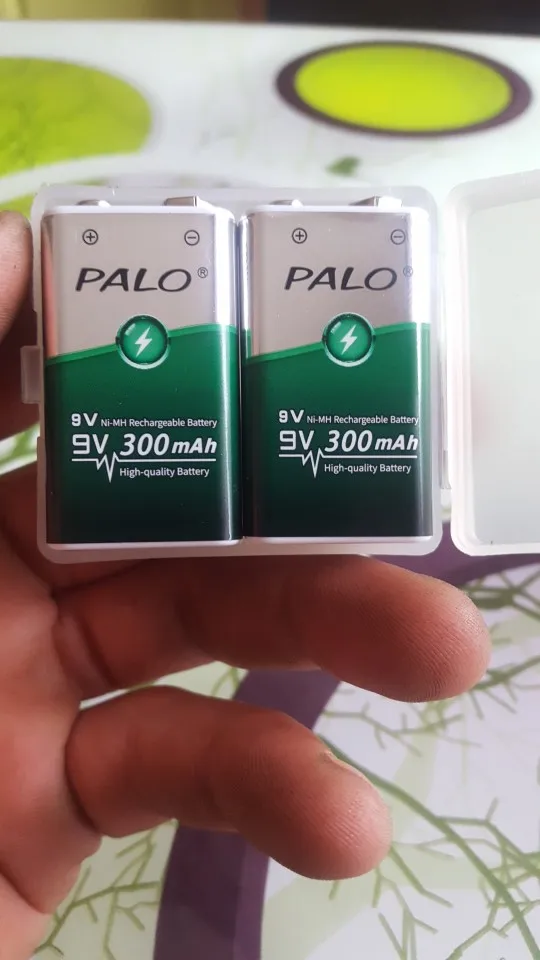 PALO®
9V Ni-MH Rechargeable Battery
9V 300mAh
High-quality Battery
PALO®
9V Ni-MH Rechargeable Battery
9V 300mAh
High-quality Battery